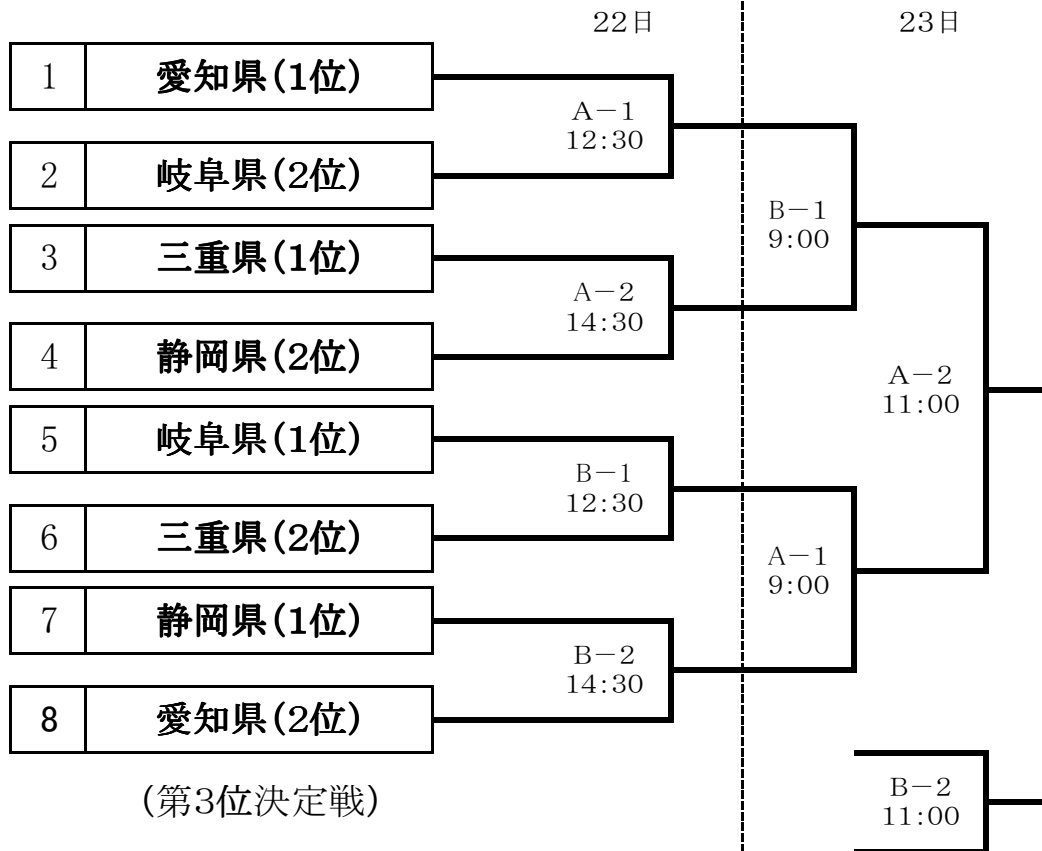 22日
23日
1 愛知県(1位)
A-1
12:30
2 岐阜県(2位)
B-1
9:00
3 三重県(1位)
A-2
14:30
4 静岡県(2位)
A-2
11:00
5 岐阜県(1位)
B-1
12:30
6 三重県(2位)
A-1
9:00
7 静岡県(1位)
B-2
14:30
8 愛知県(2位)
(第3位決定戦)
B-2
11:00